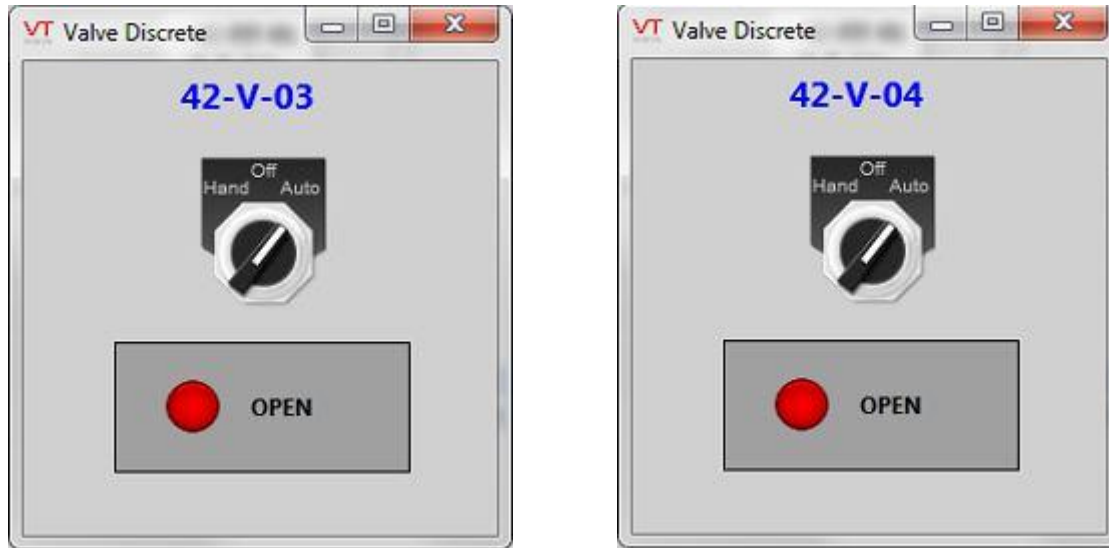 VT Valve Discrete
42-V-03
Off
Hand Auto
OPEN
VT Valve Discrete
42-V-04
Off
Hand Auto
OPEN